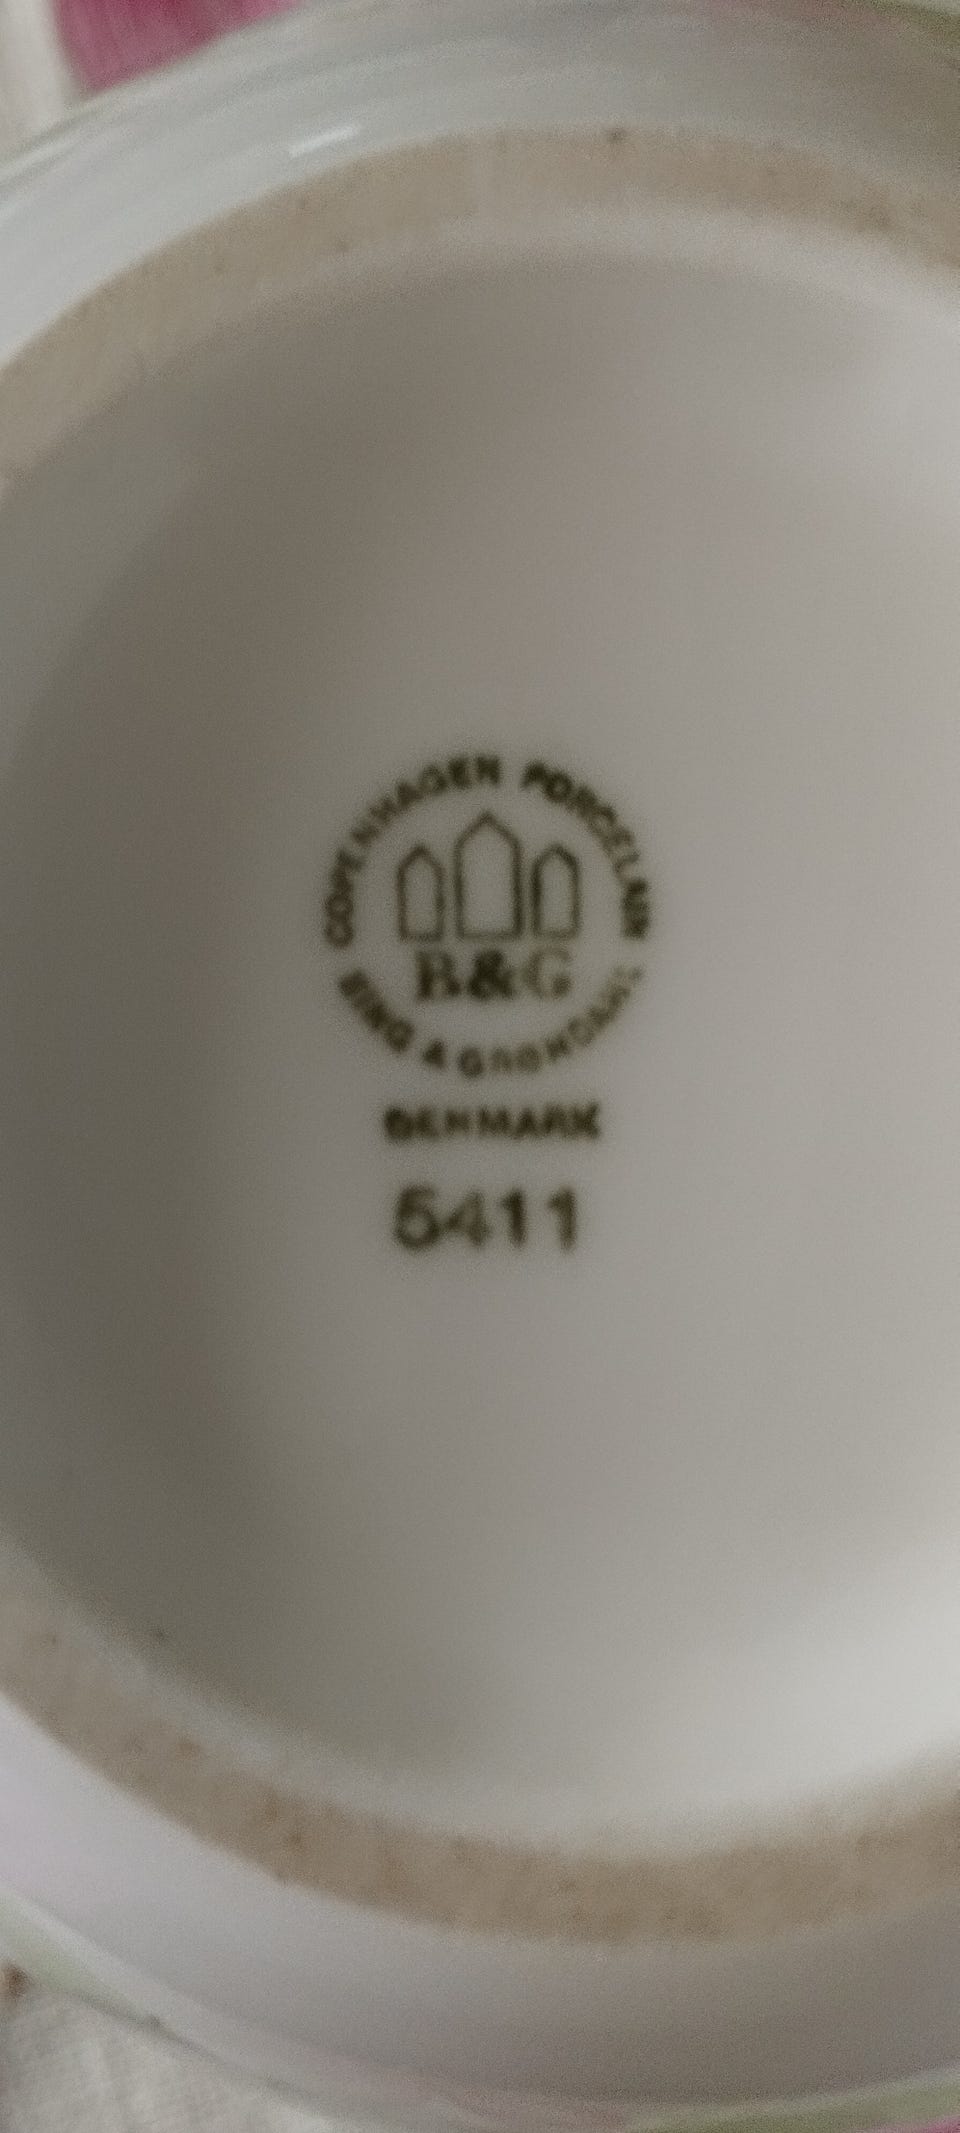 COPENHAGEN PORCELAIN
B&G
BING & GRØNDAHL
DENMARK
5411